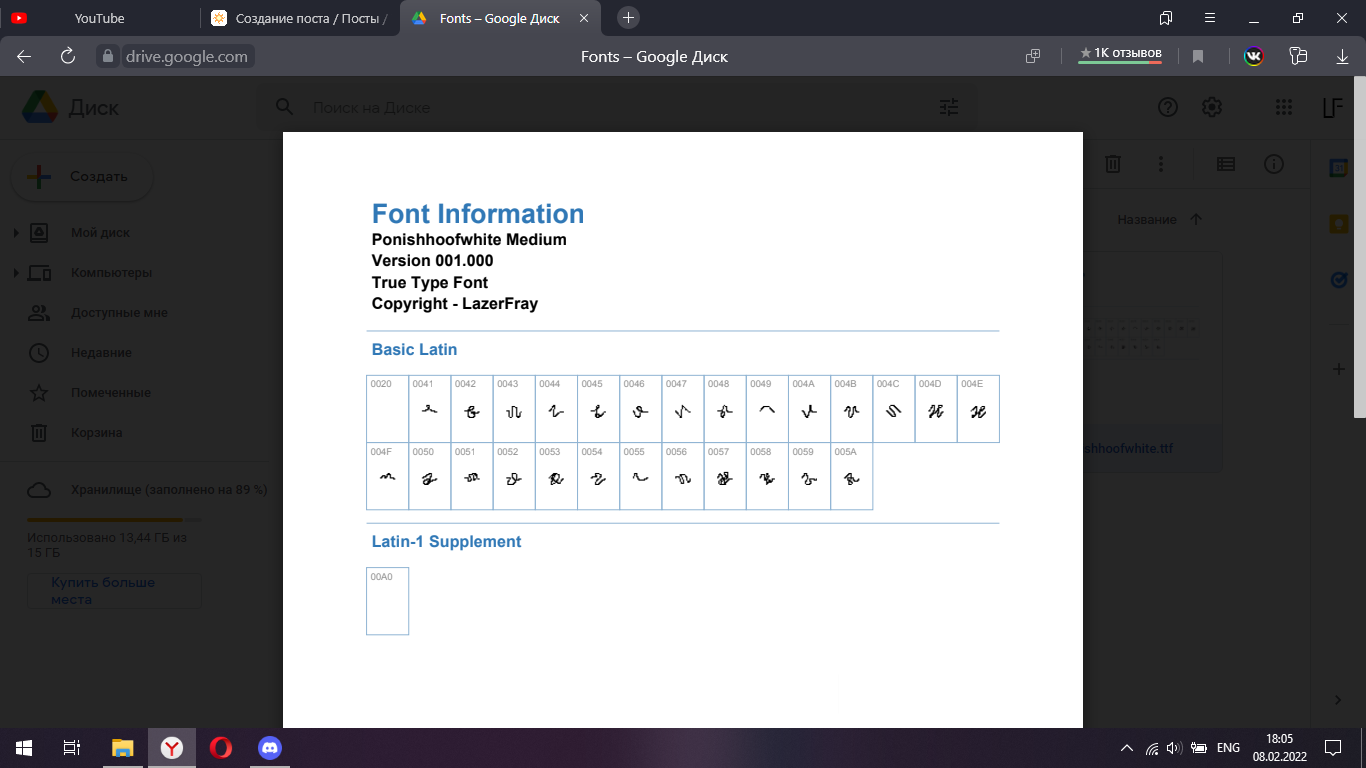 YouTube
Создание поста / Посты /
Fonts – Google Диск
drive.google.com
Fonts – Google Диск
★ 1К отзывов
Диск
Поиск на Диске
Создать
Мой диск
Компьютеры
Доступные мне
Недавние
Помеченные
Корзина
Хранилище (заполнено на 89 %)
Использовано 13,44 ГБ из
15 ГБ
Купить больше
места
Название
shhoofwhite.ttf
Font Information
Ponishhoofwhite Medium
Version 001.000
True Type Font
Copyright - LazerFray
Basic Latin
0020 0041 0042 0043 0044 0045 0046 0047 0048 0049 004A 004B 004C 004D 004E
004F 0050 0051 0052 0053 0054 0055 0056 0057 0058 0059 005A
Latin-1 Supplement
00A0
ENG
18:05
08.02.2022